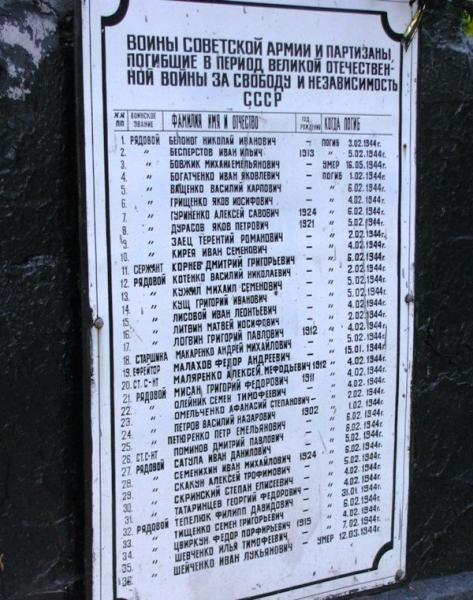 ВОИНЫ СОВЕТСКОЙ АРМИИ И ПАРТИЗАНЫ,
ПОГИБШИЕ В ПЕРИОД ВЕЛИКОЙ ОТЕЧЕСТВЕН-
НОЙ ВОЙНЫ ЗА СВОБОДУ И НЕЗАВИСИМОСТЬ
СССР
№№ ПП ВОИНСКОЕ ЗВАНИЕ ФАМИЛИЯ ИМЯ И ОТЧЕСТВО ГОД РОЖДЕНИЯ КОГДА ПОГИБ
1. РЯДОВОЙ БЕЛОНОГ НИКОЛАЙ ИВАНОВИЧ – ПОГИБ 3.02.1944г.
2. " БЕСПЕРСТОВ ИВАН ИЛЬИЧ 1913 " 5.02.1944г.
3. " БОВЖИК МИХАИЛ ЕМЕЛЬЯНОВИЧ – УМЕР 16.05.1944г.
4. " БОГАТЧЕНКО ИВАН ЯКОВЛЕВИЧ – ПОГИБ 1.02.1944г.
5. " ВАЩЕНКО ВАСИЛИЙ КАРПОВИЧ – " 6.02.1944г.
6. " ГРИЩЕНКО ЯКОВ ИОСИФОВИЧ – " 4.02.1944г.
7. " ГУРИНЕНКО АЛЕКСЕЙ САВОВИЧ 1924 " 6.02.1944г.
8. " ДУРАСОВ ЯКОВ ПЕТРОВИЧ 1921 " 5.02.1944г.
9. " ЗАЕЦ ТЕРЕНТИЙ РОМАНОВИЧ – " 2.02.1944г.
10. " КИРЕЯ ИВАН СЕМЕНОВИЧ – " 4.02.1944г.
11. СЕРЖАНТ КОРНЕВ ДМИТРИЙ ГРИГОРЬЕВИЧ – " 6.02.1944г.
12. РЯДОВОЙ КОТЕНКО ВАСИЛИЙ НИКОЛАЕВИЧ – " 2.02.1944г.
13. " КУЖИЛ МИХАИЛ СЕМЕНОВИЧ – " 5.02.1944г.
14. " КУЩ ГРИГОРИЙ ИВАНОВИЧ – " 5.02.1944г.
15. " ЛИСОВОЙ ИВАН ЛЕОНТЬЕВИЧ – " 4.02.1944г.
16. " ЛИТВИН МАТВЕЙ ИОСИФОВИЧ – " 2.02.1944г.
17. " ЛОГВИН ГРИГОРИЙ ПАВЛОВИЧ 1912 " 4.02.1944г.
18. СТАРШИНА МАКАРЕНКО АНДРЕЙ МИХАЙЛОВИЧ – " 5.02.1944г.
19. ЕФРЕЙТОР МАЛАХОВ ФЕДОР АНДРЕЕВИЧ – " 15.01.1944г.
20. СТ. С-НТ МАЛЯРЕНКО АЛЕКСЕЙ МЕФОДЬЕВИЧ 1912 " 4.02.1944г.
21. РЯДОВОЙ МИСАН ГРИГОРИЙ ФЕДОРОВИЧ 1911 " 4.02.1944г.
22. " ОЛЕЙНИК СЕМЕН ТИМОФЕЕВИЧ – " 4.02.1944г.
23. " ОМЕЛЬЧЕНКО АФАНАСИЙ СТЕПАНОВИЧ – " 2.02.1944г.
24. " ПЕТРОВ ВАСИЛИЙ НАЗАРОВИЧ 1902 " 1.02.1944г.
25. " ПЕТЮРЕНКО ПЕТР ЕМЕЛЬЯНОВИЧ – " 6.02.1944г.
26. СТ. С-НТ ПОМИНОВ ДМИТРИЙ ПАВЛОВИЧ – " 6.02.1944г.
27. РЯДОВОЙ САТУЛА ИВАН ДАНИЛОВИЧ – " 5.02.1944г.
28. " СЕМЕНИХИН ИВАН МИХАЙЛОВИЧ 1924 " 6.02.1944г.
29. " СКАКУН АЛЕКСЕЙ ТРОФИМОВИЧ – " 5.02.1944г.
30. " СКРИНСКИЙ СТЕПАН ЕЛИСЕЕВИЧ – " 4.02.1944г.
31. " ТАТАРИНЦЕВ ГЕОРГИЙ ФЕДОРОВИЧ – " 4.02.1944г.
32. РЯДОВОЙ ТЕПЕЛЮК ФИЛИПП ДАВИДОВИЧ – " 31.01.1944г.
33. " ТИЩЕНКО СЕМЕН ГРИГОРЬЕВИЧ – " 6.02.1944г.
34. " ЦВИРКУН ФЕДОР ПОРФИРЬЕВИЧ 1915 " 4.02.1944г.
35. " ШЕВЧЕНКО ИЛЬЯ ТИМОФЕЕВИЧ – " 7.02.1944г.
36. " ШЕЙЧЕНКО ИВАН ЛУКЬЯНОВИЧ – УМЕР 12.03.1944г.